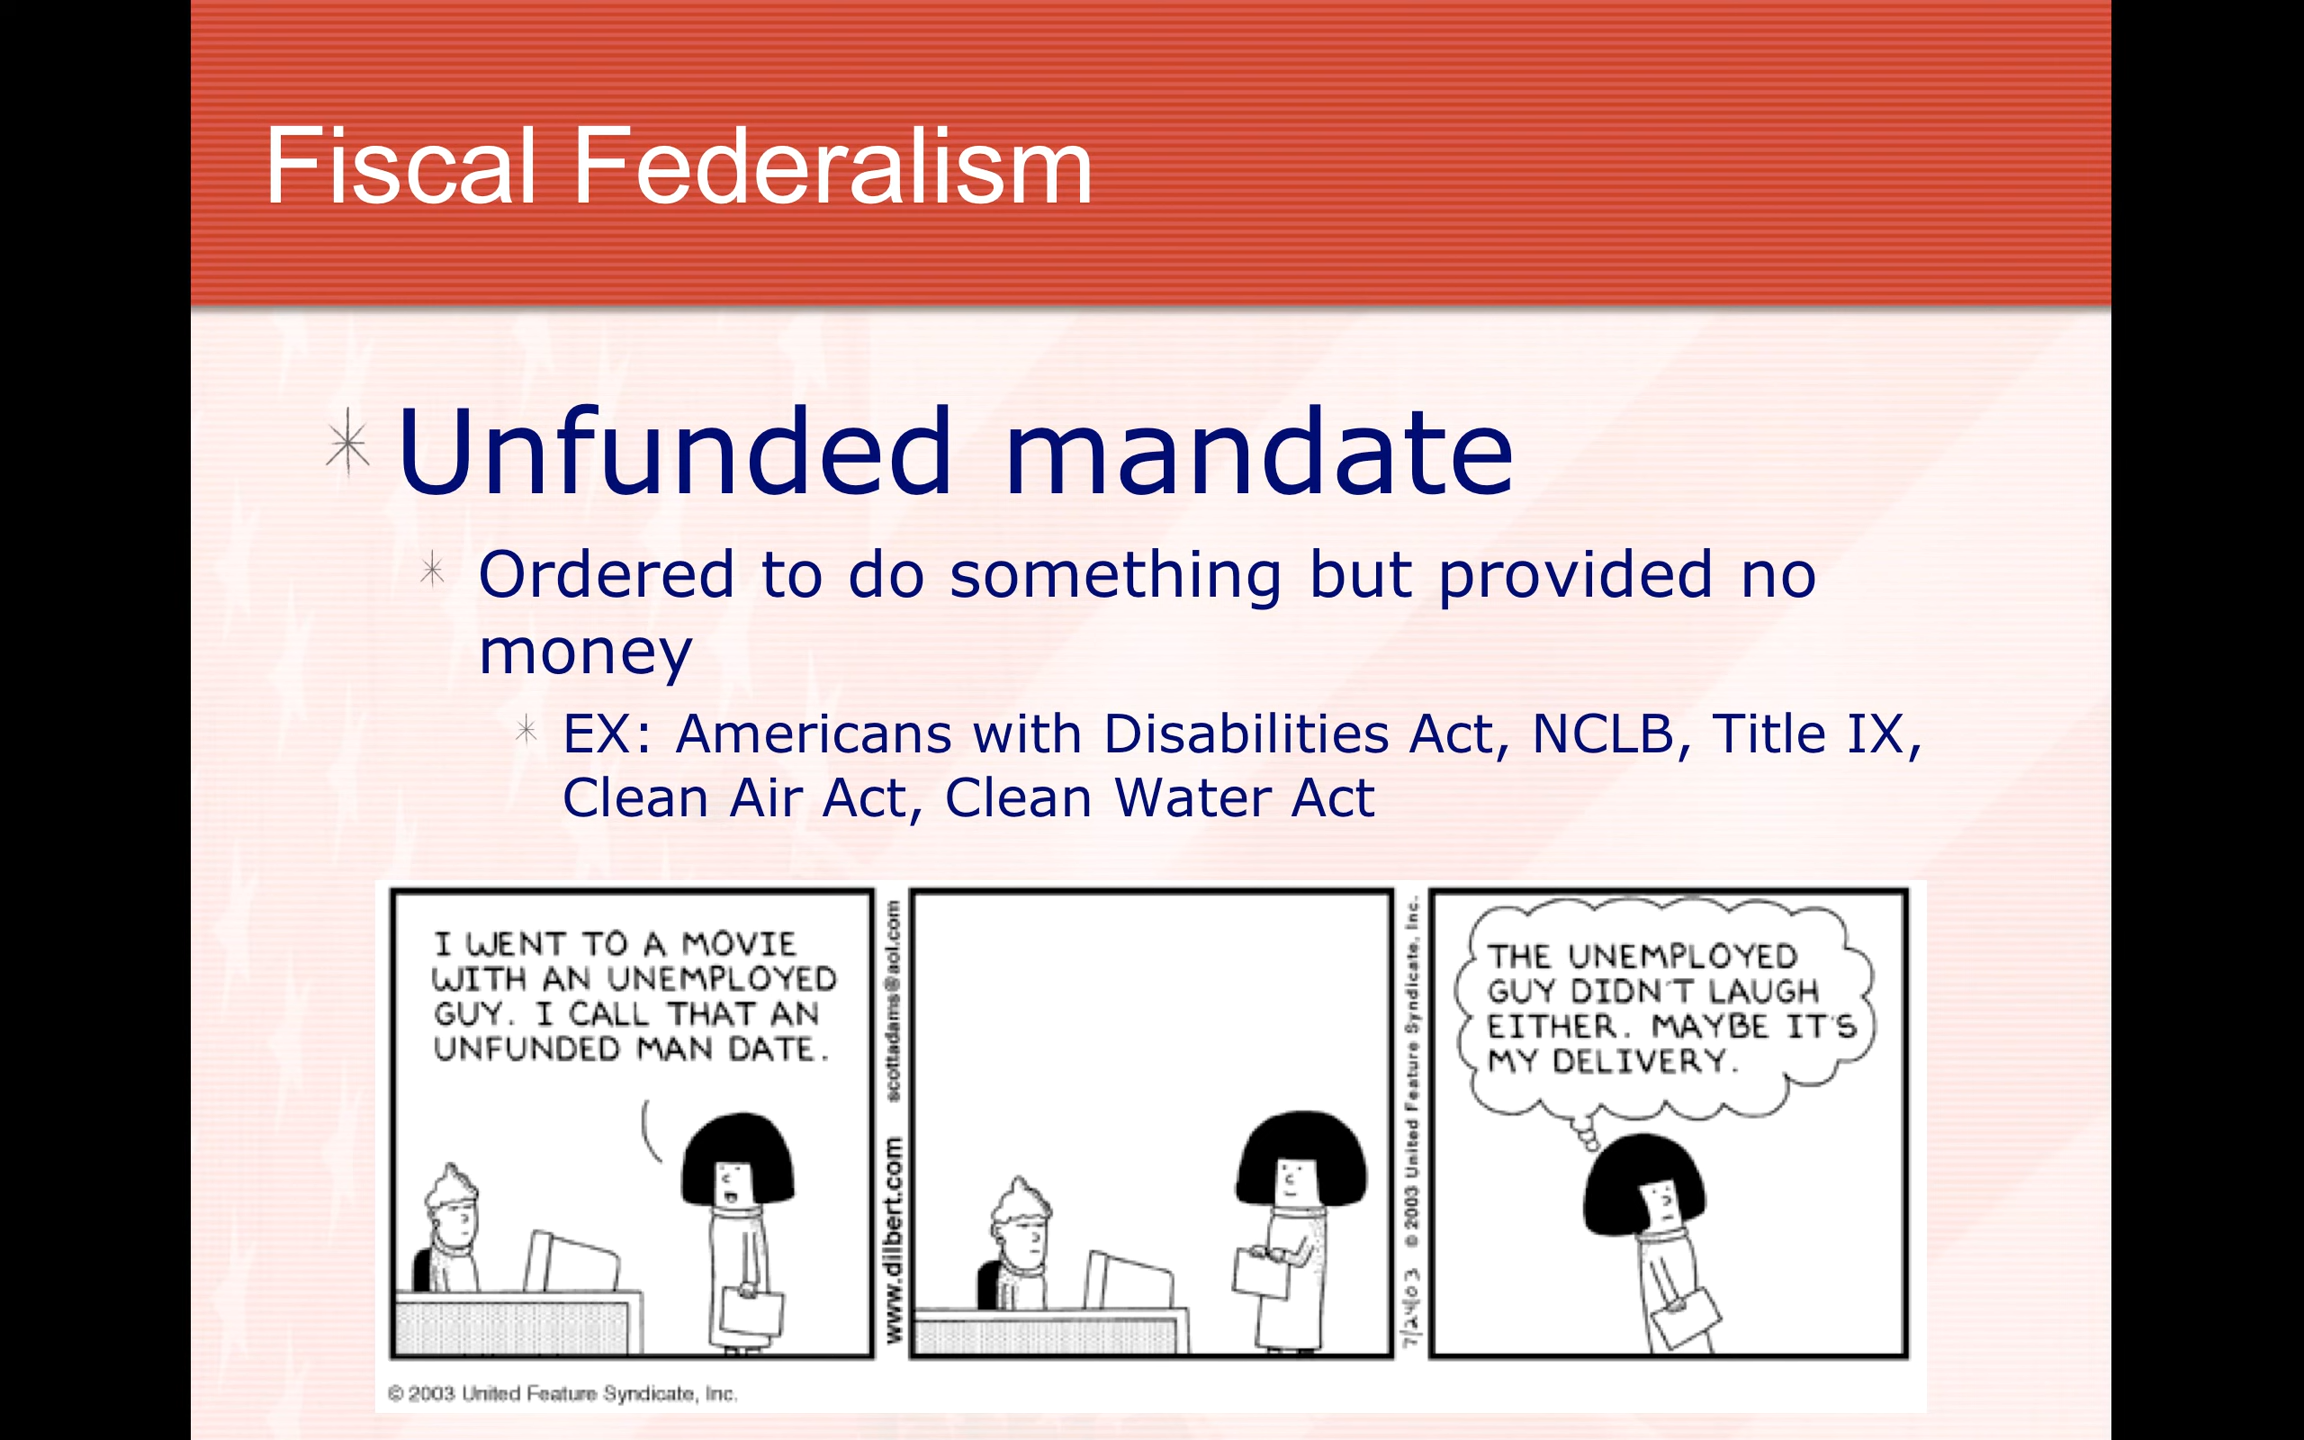 Fiscal Federalism
Unfunded mandate
Ordered to do something but provided no
money
EX: Americans with Disabilities Act, NCLB, Title IX,
Clean Air Act, Clean Water Act
I WENT TO A MOVIE
WITH AN UNEMPLOYED
GUY. I CALL THAT AN
UNFUNDED MAN DATE.
www.dilbert.com scottadams@aol.com
7/24/03 © 2003 United Feature Syndicate, Inc.
THE UNEMPLOYED
GUY DIDN'T LAUGH
EITHER. MAYBE IT'S
MY DELIVERY.
© 2003 United Feature Syndicate, Inc.